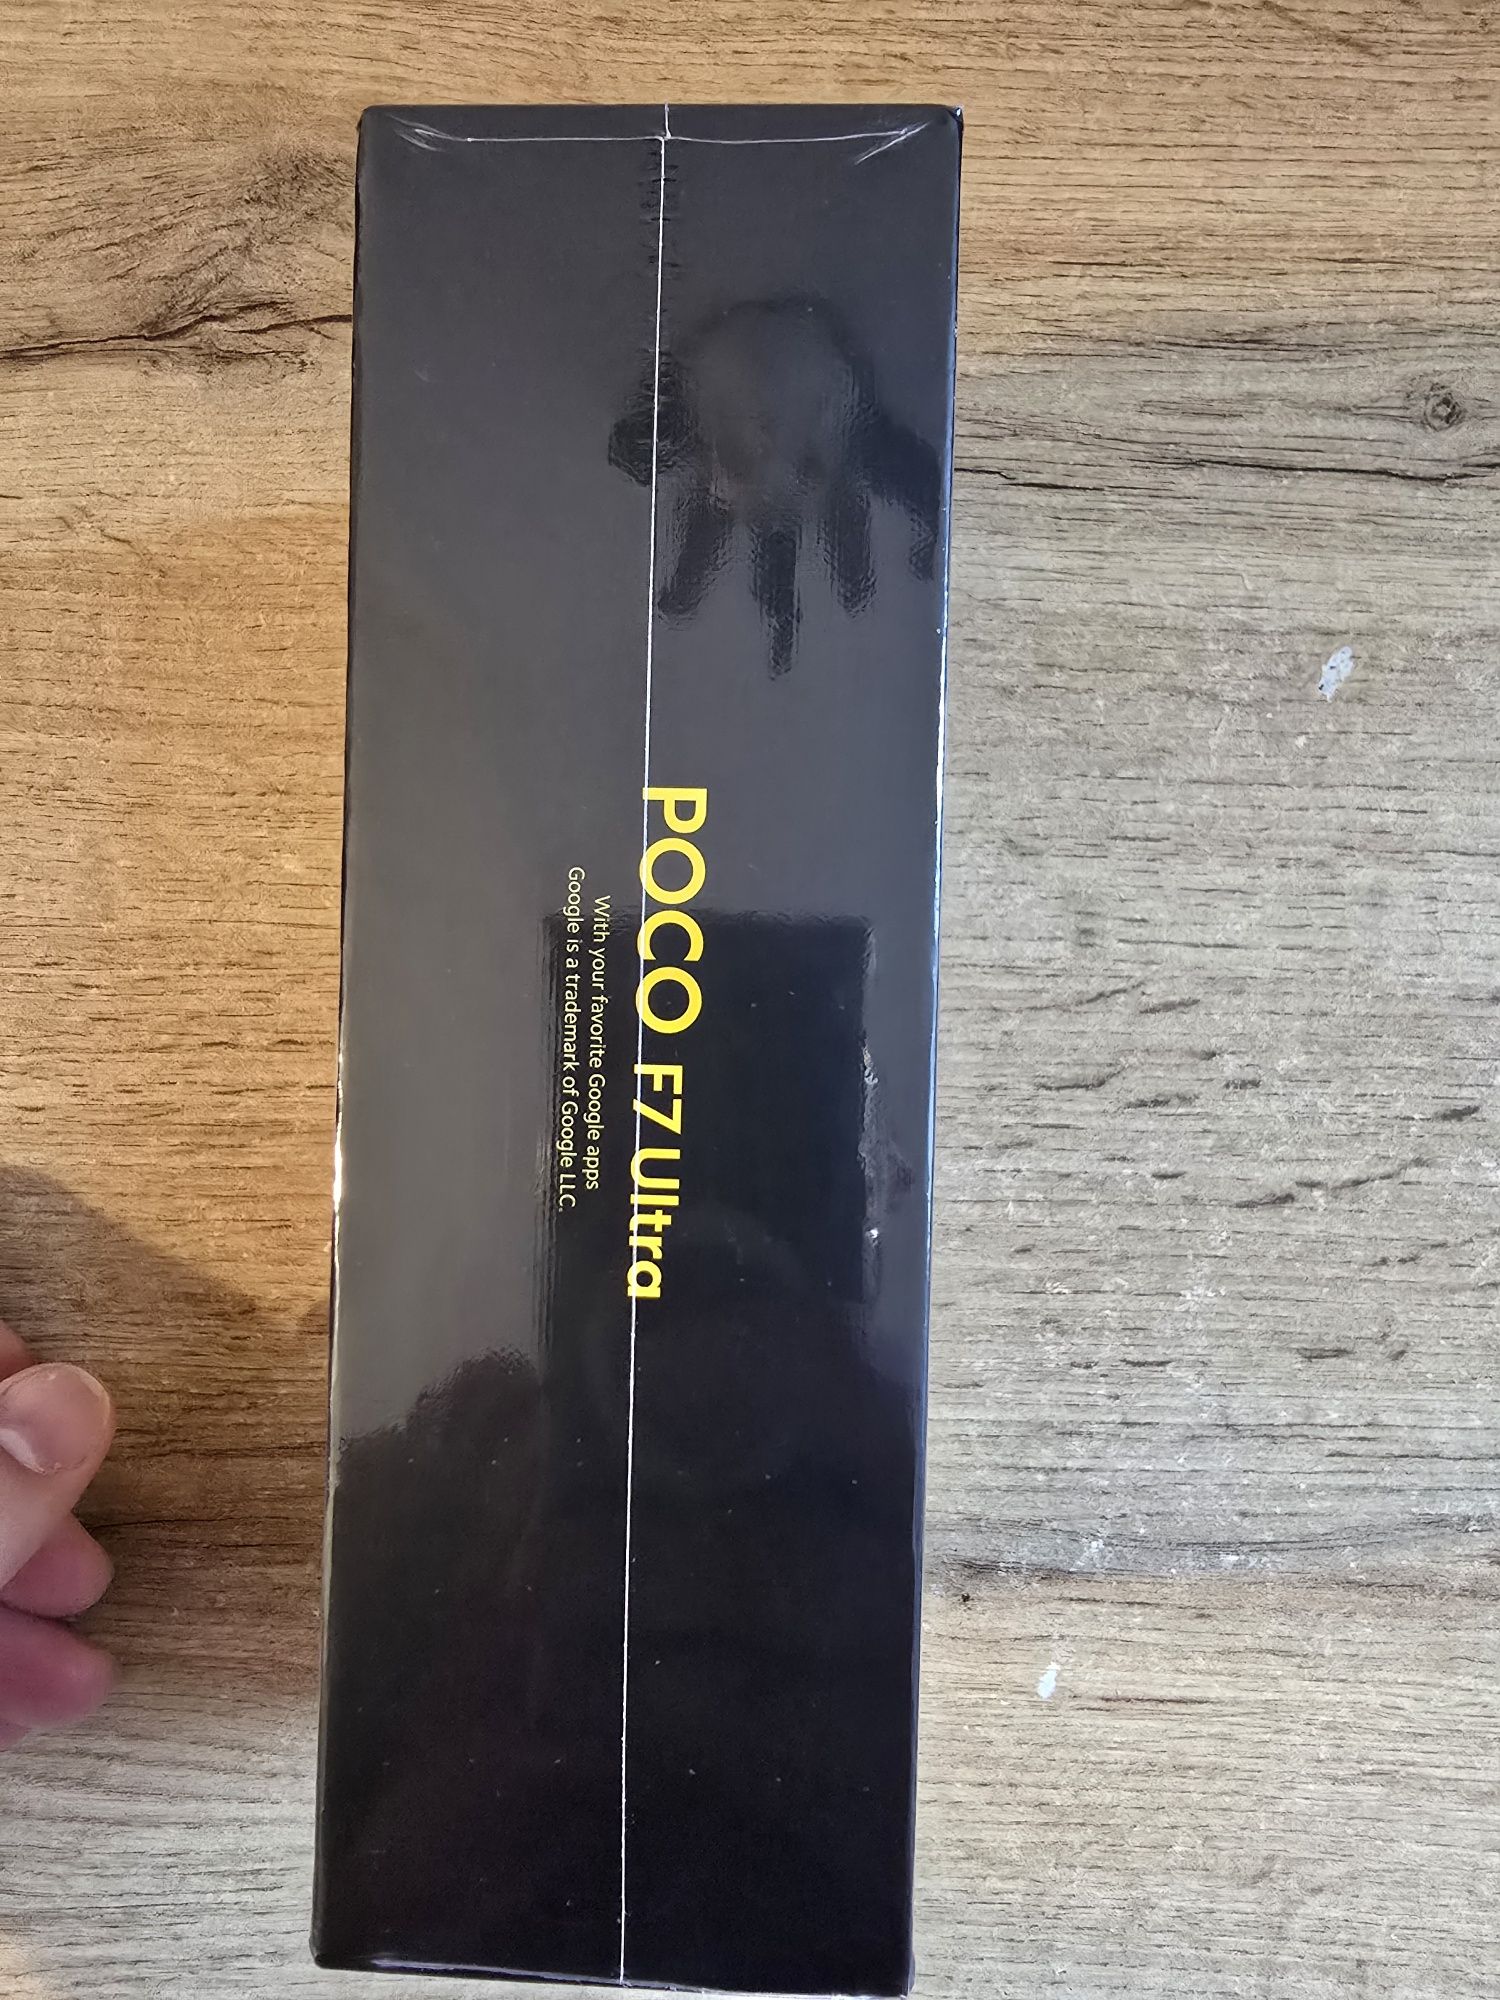 POCO F7 Ultra
With your favorite Google apps
Google is a trademark of Google LLC.